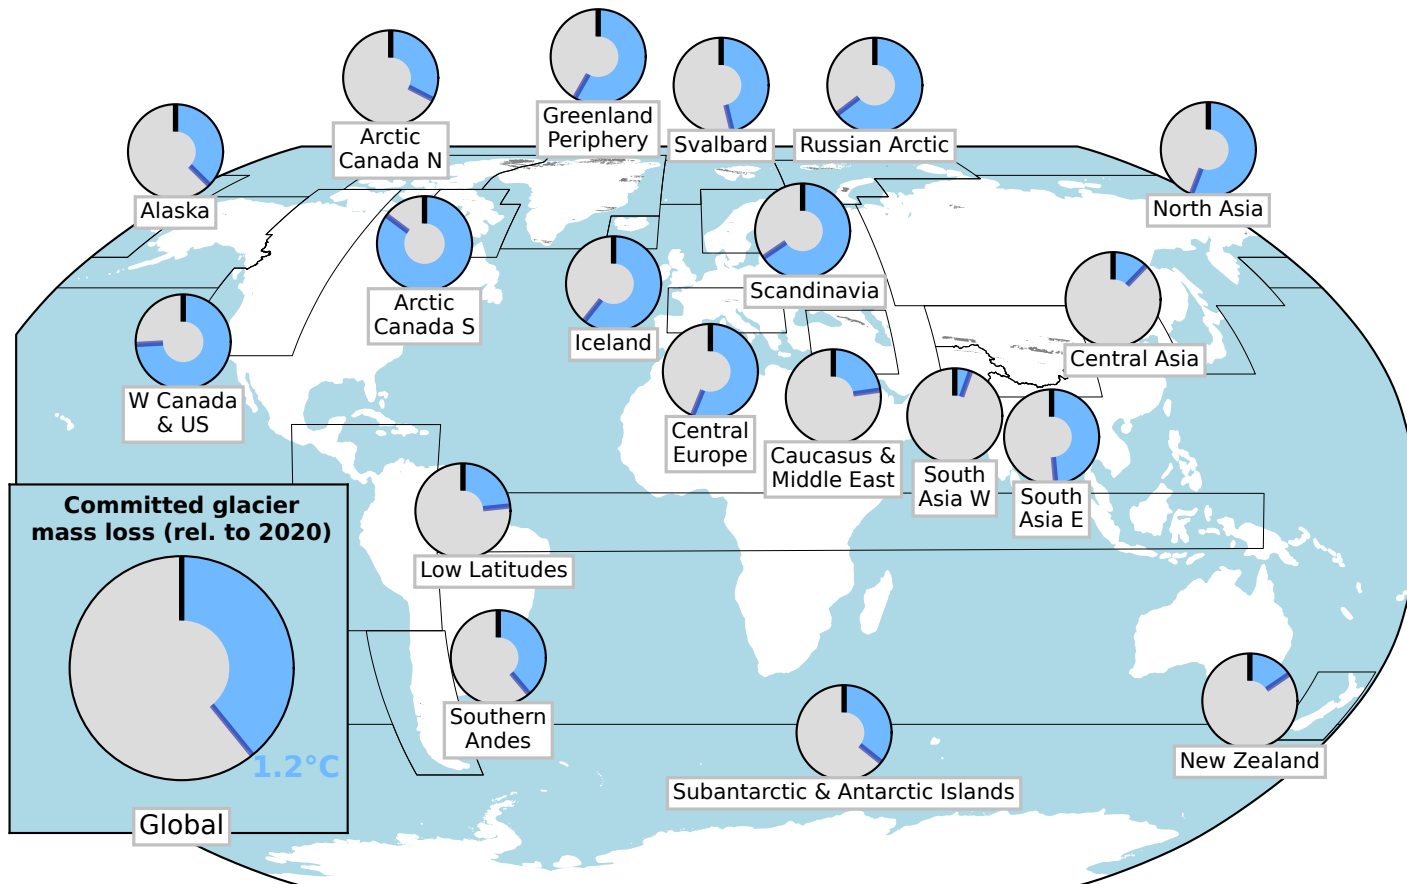 Arctic
Canada N
Greenland
Periphery
Svalbard
Russian Arctic
Alaska
North Asia
Arctic
Canada S
Scandinavia
Iceland
Central Asia
W Canada
& US
Central
Europe
Caucasus &
Middle East
South
Asia W
South
Asia E
Committed glacier
mass loss (rel. to 2020)
1.2°C
Global
Low Latitudes
Southern
Andes
Subantarctic & Antarctic Islands
New Zealand